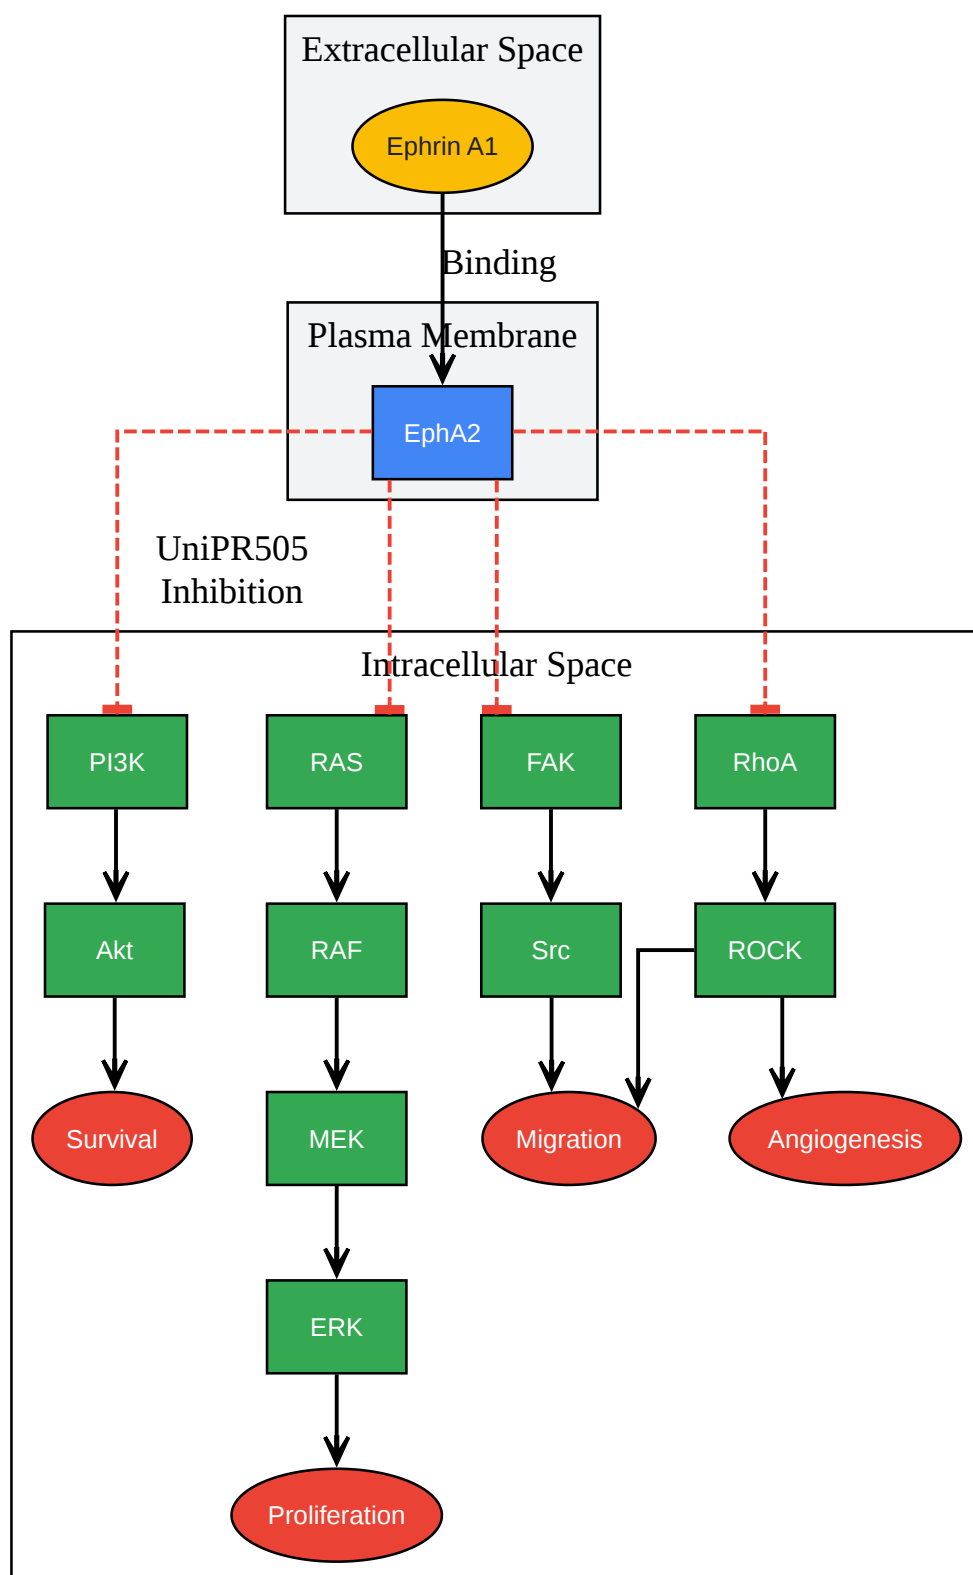 Extracellular Space
Ephrin A1
Binding
Plasma Membrane
EphA2
UniPR505
Inhibition
Intracellular Space
PI3K
RAS
FAK
RhoA
Akt
RAF
Src
ROCK
Survival
MEK
Migration
Angiogenesis
ERK
Proliferation